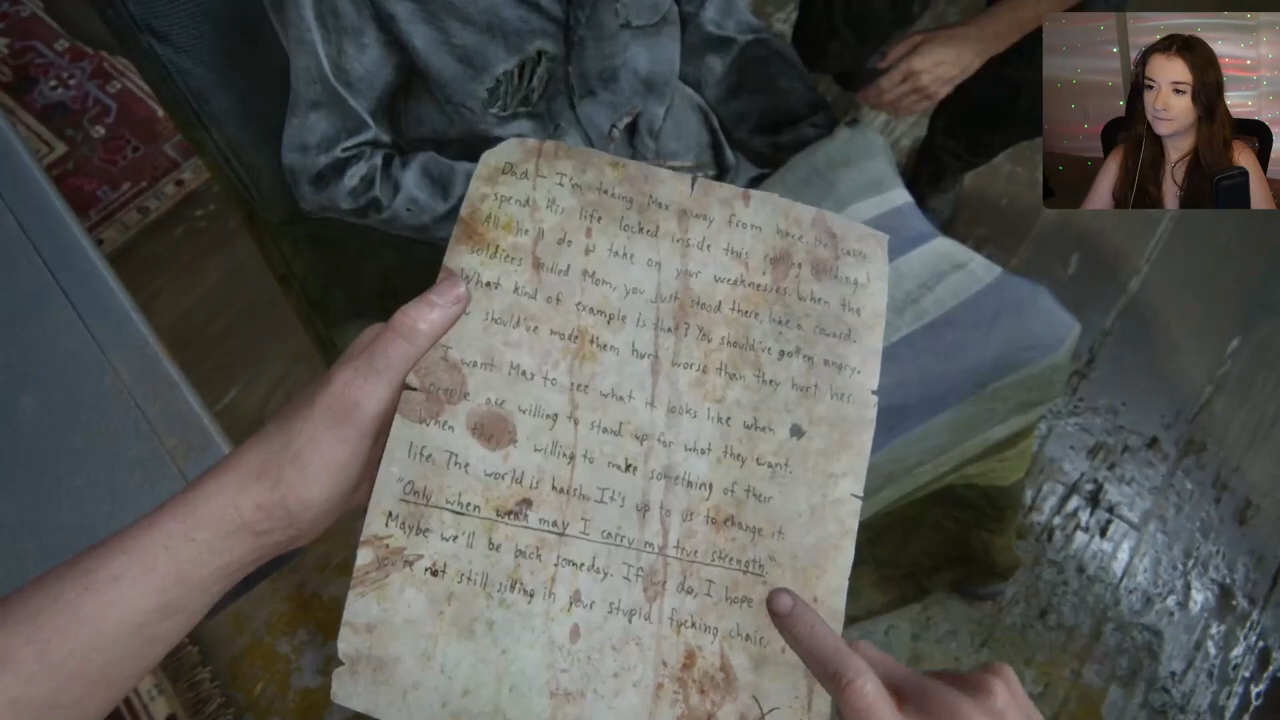 Dad - I'm taking Max away from here. He can't
spend his life locked inside this rotting building.
All he'll do is take on your weaknesses. When the
soldiers killed Mom, you just stood there, like a coward.
What kind of example is that? You should've gotten angry.
should've made them hurt worse than they hurt her.
I want Max to see what it looks like when
people are willing to stand up for what they want.
When they're willing to make something of their
life. The world is harsh. It's up to us to change it.
"Only when weak may I carry my true strength."
Maybe we'll be back someday. If we do, I hope
you're not still sitting in your stupid fucking chair.